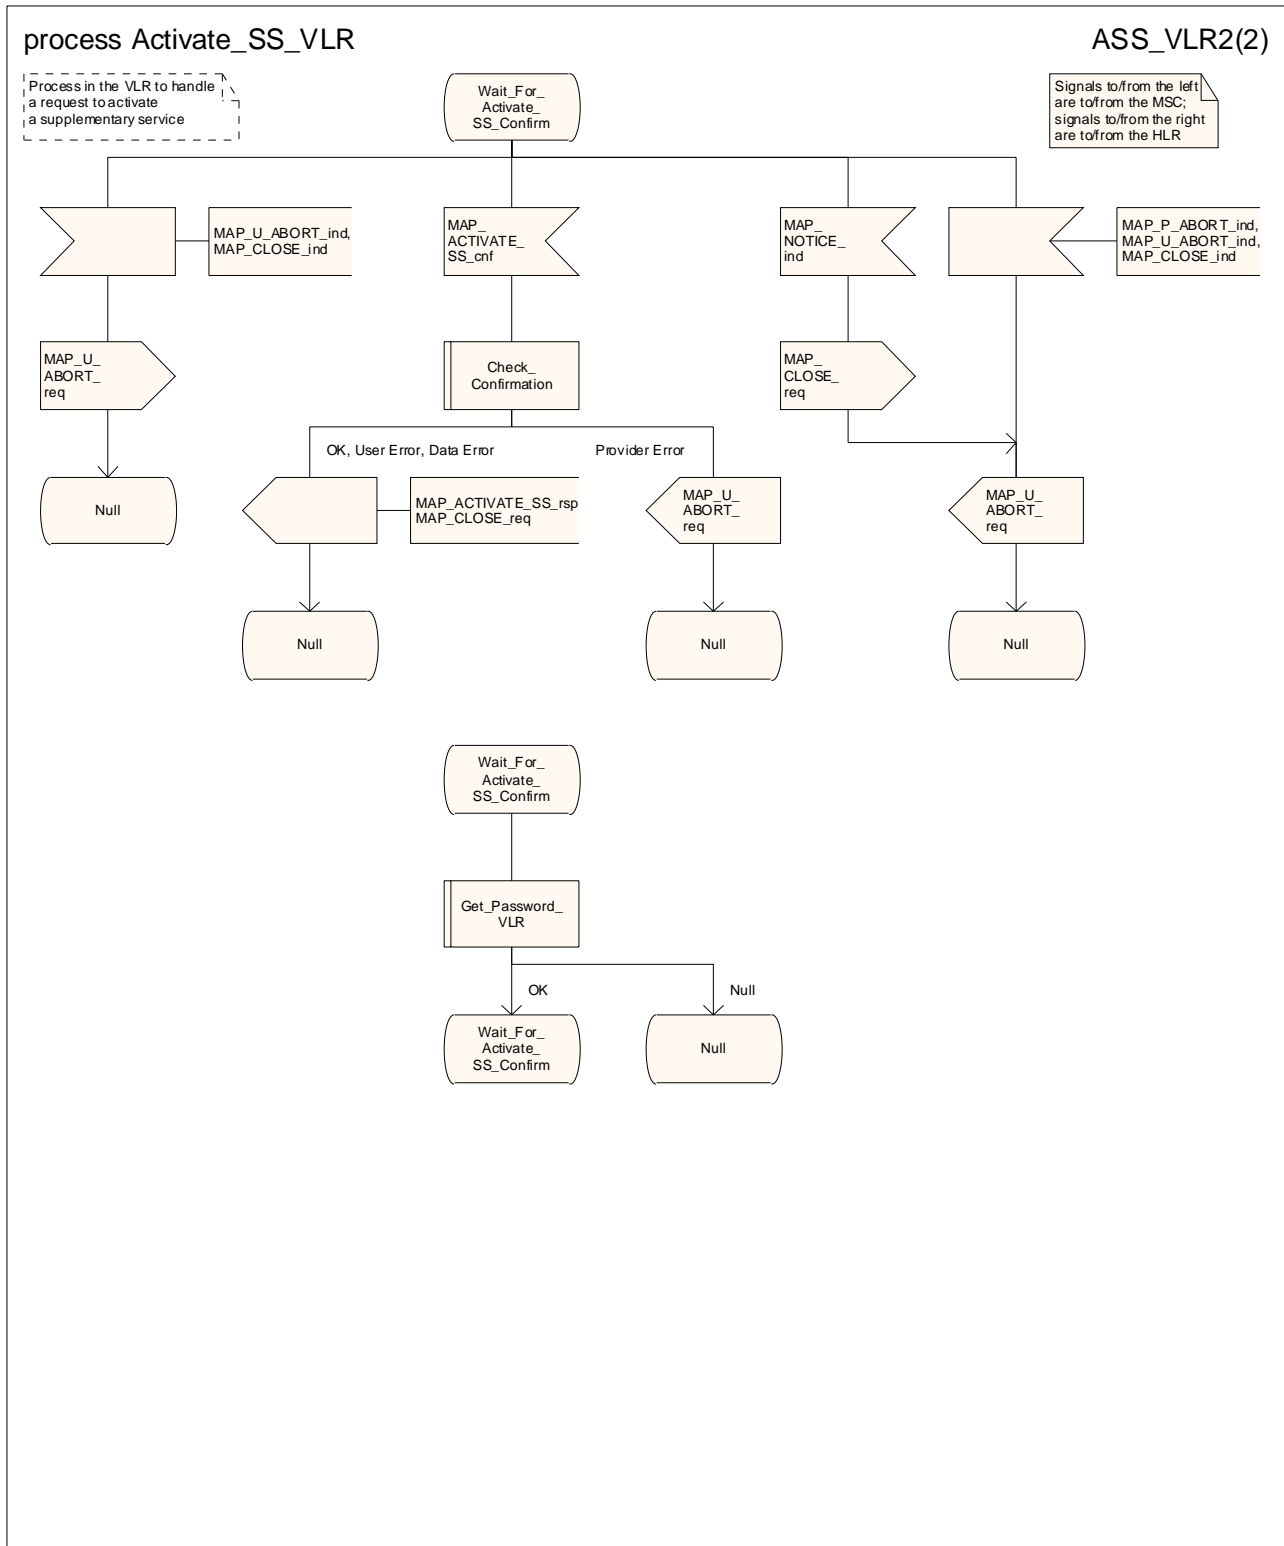 process Activate_SS_VLR
ASS_VLR2(2)
Process in the VLR to handle
a request to activate
a supplementary service
Wait_For_
Activate_
SS_Confirm
Signals to/from the left
are to/from the MSC;
signals to/from the right
are to/from the HLR
MAP_U_ABORT_ind,
MAP_CLOSE_ind
MAP_
ACTIVATE_
SS_cnf
MAP_
NOTICE_
ind
MAP_P_ABORT_ind,
MAP_U_ABORT_ind,
MAP_CLOSE_ind
MAP_U_
ABORT_
req
Check_
Confirmation
MAP_
CLOSE_
req
OK, User Error, Data Error
Provider Error
Null
MAP_ACTIVATE_SS_rsp
MAP_CLOSE_req
MAP_U_
ABORT_
req
MAP_U_
ABORT_
req
Null
Null
Null
Wait_For_
Activate_
SS_Confirm
Get_Password_
VLR
OK
Null
Wait_For_
Activate_
SS_Confirm
Null